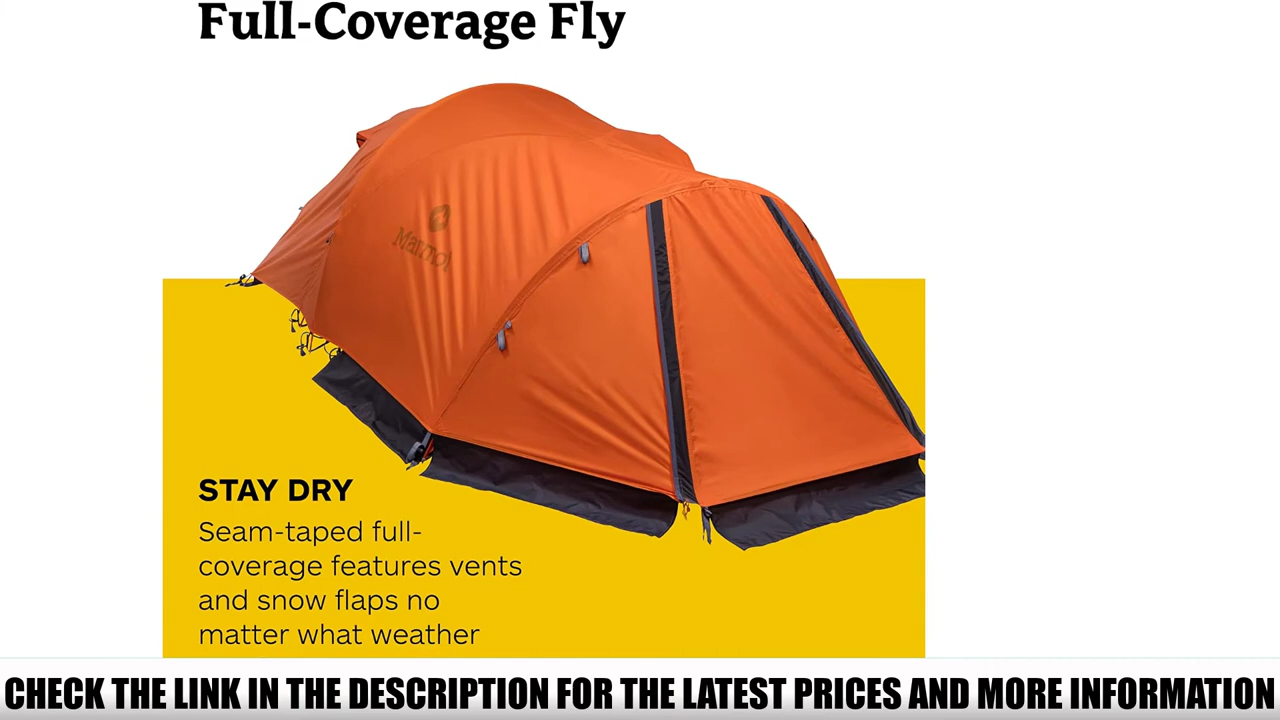 Full-Coverage Fly
Marmot
STAY DRY
Seam-taped full-
coverage features vents
and snow flaps no
matter what weather
CHECK THE LINK IN THE DESCRIPTION FOR THE LATEST PRICES AND MORE INFORMATION